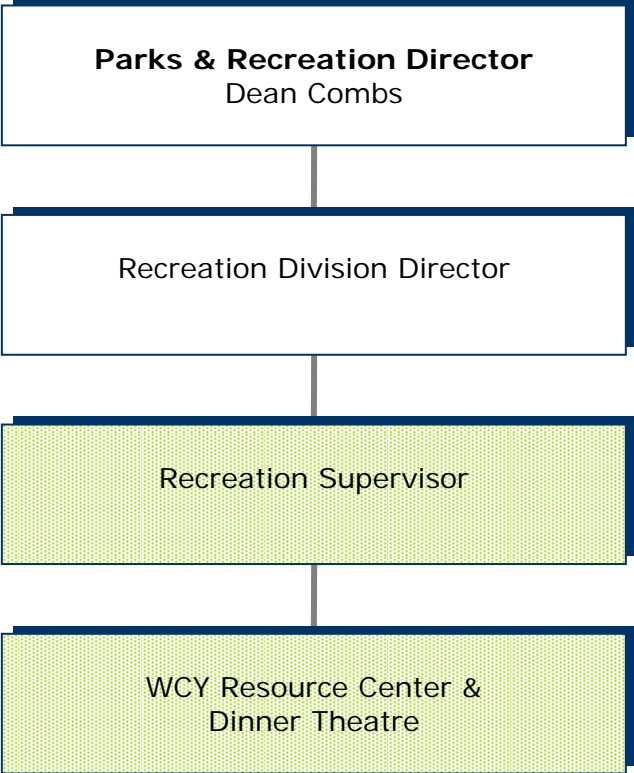 Parks & Recreation Director
Dean Combs
Recreation Division Director
Recreation Supervisor
WCY Resource Center &
Dinner Theatre